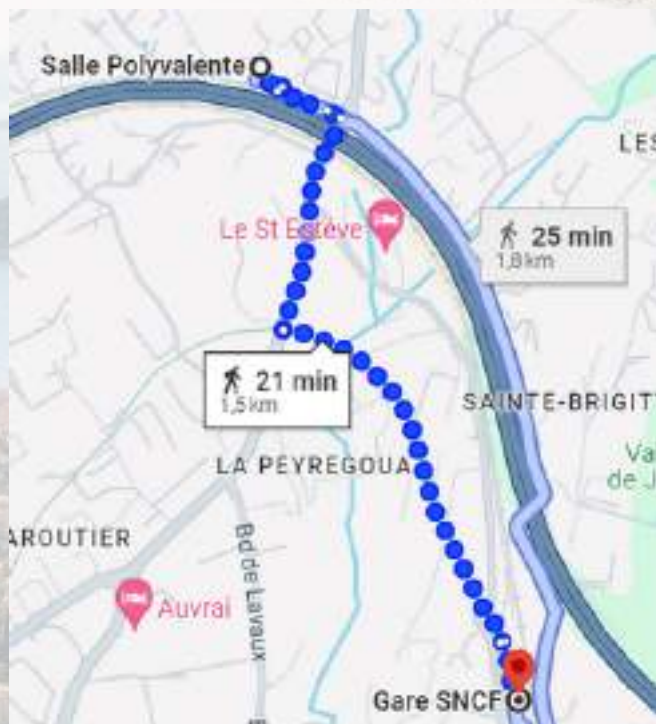 Salle Polyvalente
LES
Le St Estève
25 min
1,8 km
21 min
1,5 km
SAINTE-BRIGIT
LA PEYREGOUA
Va
de J
AROUTIER
Bd de Lavaux
Auvrai
Gare SNCF